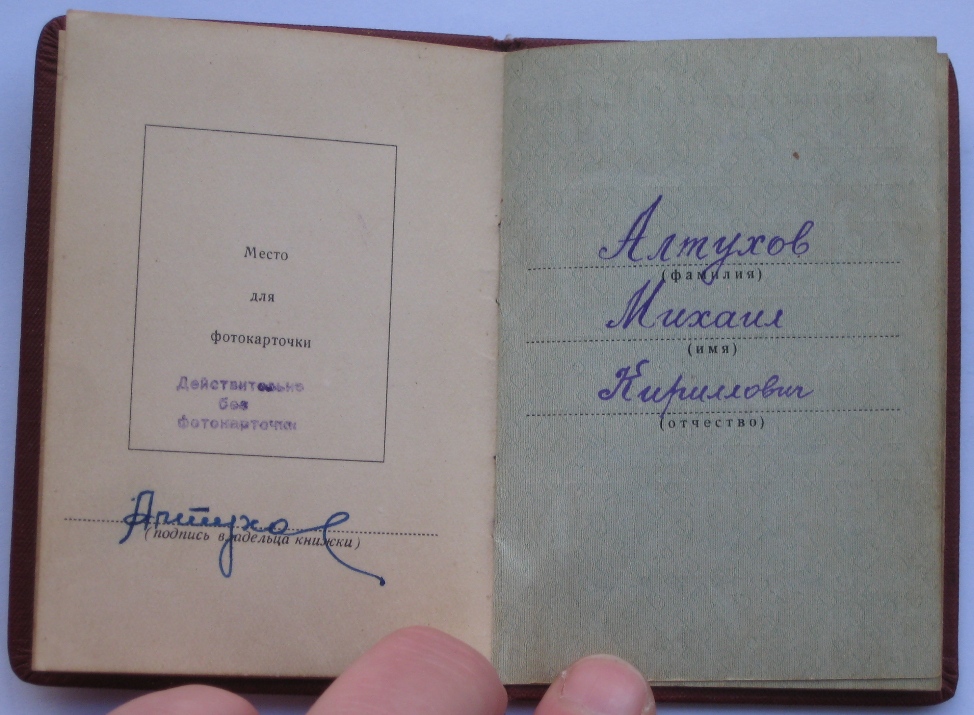 Место
для
фотокарточки
Действительно
без
фотокарточки
Алтухов
(подпись владельца книжки)
Алтухов
(фамилия)
Михаил
(имя)
Кириллович
(отчество)